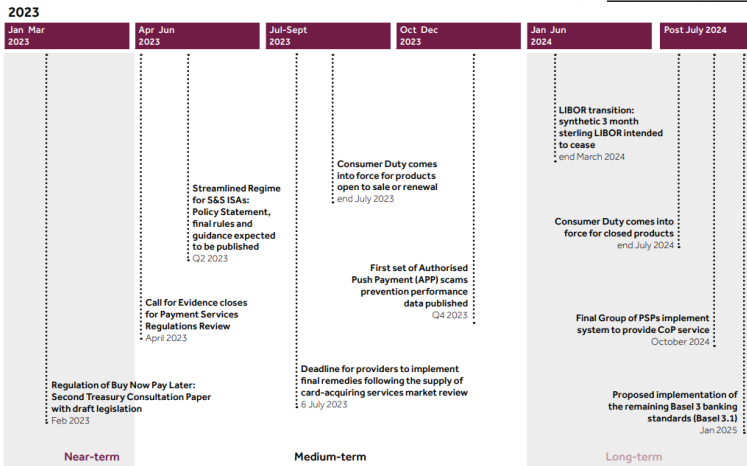 2023
Jan Mar
2023
Apr Jun
2023
Jul-Sept
2023
Oct Dec
2023
Jan Jun
2024
Post July 2024
LIBOR transition:
synthetic 3 month
sterling LIBOR intended
to cease
end March 2024
Consumer Duty comes
into force for products
open to sale or renewal
end July 2023
Streamlined Regime
for S&S ISAs:
Policy Statement,
final rules and
guidance expected
to be published
Q2 2023
Consumer Duty comes into
force for closed products
end July 2024
First set of Authorised
Push Payment (APP) scams
prevention performance
data published
Q4 2023
Call for Evidence closes
for Payment Services
Regulations Review
April 2023
Final Group of PSPs implement
system to provide CoP service
October 2024
Deadline for providers to implement
final remedies following the supply of
card-acquiring services market review
6 July 2023
Regulation of Buy Now Pay Later:
Second Treasury Consultation Paper
with draft legislation
Feb 2023
Proposed implementation of
the remaining Basel 3 banking
standards (Basel 3.1)
Jan 2025
Near-term
Medium-term
Long-term